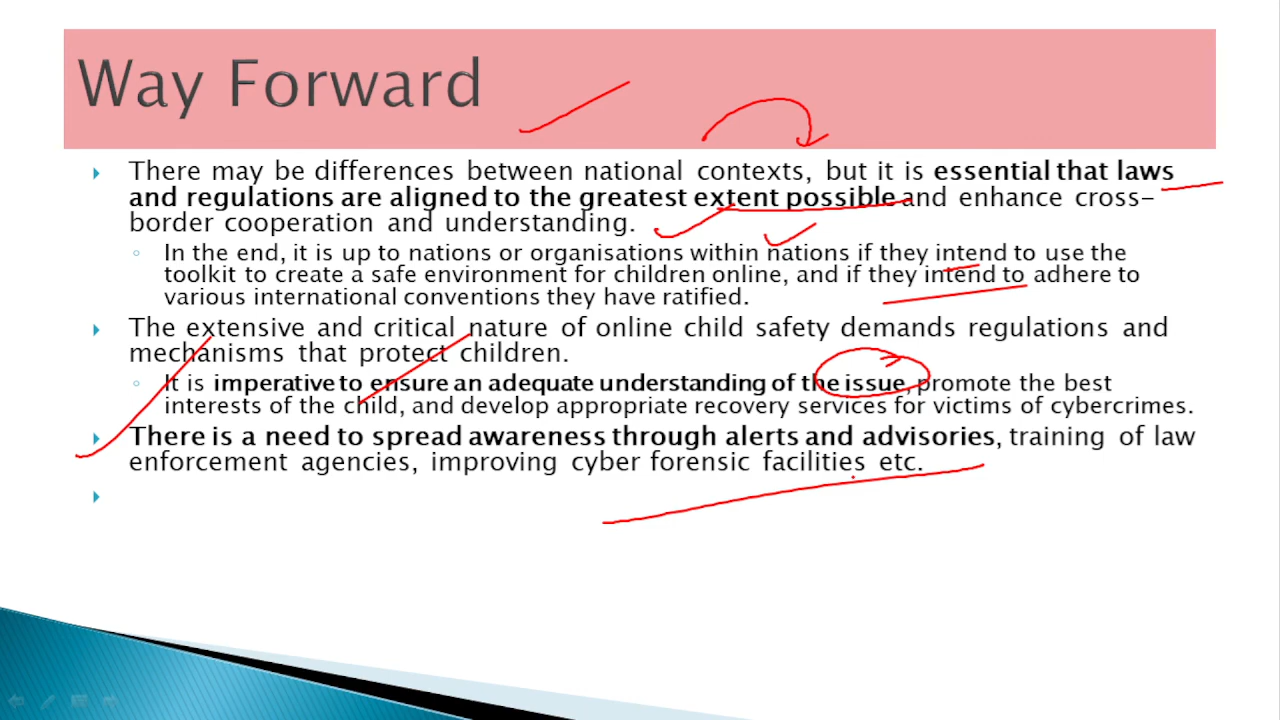 Way Forward
There may be differences between national contexts, but it is essential that laws
and regulations are aligned to the greatest extent possible and enhance cross-
border cooperation and understanding.
In the end, it is up to nations or organisations within nations if they intend to use the
toolkit to create a safe environment for children online, and if they intend to adhere to
various international conventions they have ratified.
The extensive and critical nature of online child safety demands regulations and
mechanisms that protect children.
It is imperative to ensure an adequate understanding of the issue, promote the best
interests of the child, and develop appropriate recovery services for victims of cybercrimes.
There is a need to spread awareness through alerts and advisories, training of law
enforcement agencies, improving cyber forensic facilities etc.